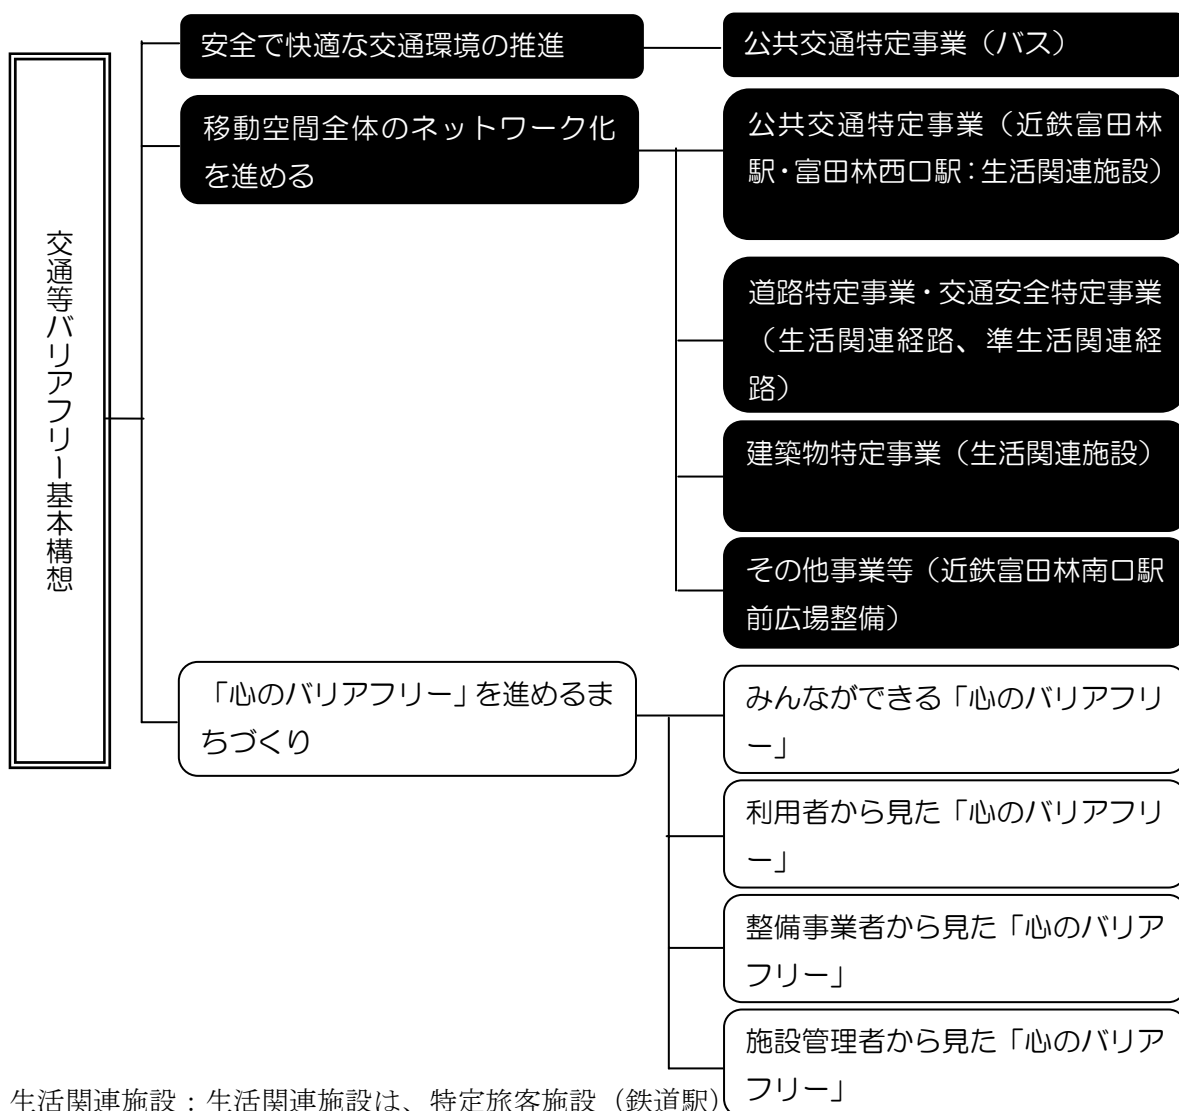 交通等バリアフリー基本構想
安全で快適な交通環境の推進
公共交通特定事業（バス）
移動空間全体のネットワーク化
を進める
公共交通特定事業（近鉄富田林
駅・富田林西口駅：生活関連施設）
道路特定事業・交通安全特定事業
（生活関連経路、準生活関連経
路）
建築物特定事業（生活関連施設）
その他事業等（近鉄富田林南口駅
前広場整備）
「心のバリアフリー」を進めるま
ちづくり
みんなができる「心のバリアフリ
ー」
利用者から見た「心のバリアフリ
ー」
整備事業者から見た「心のバリア
フリー」
施設管理者から見た「心のバリア
フリー」
生活関連施設：生活関連施設は、特定旅客施設（鉄道駅）